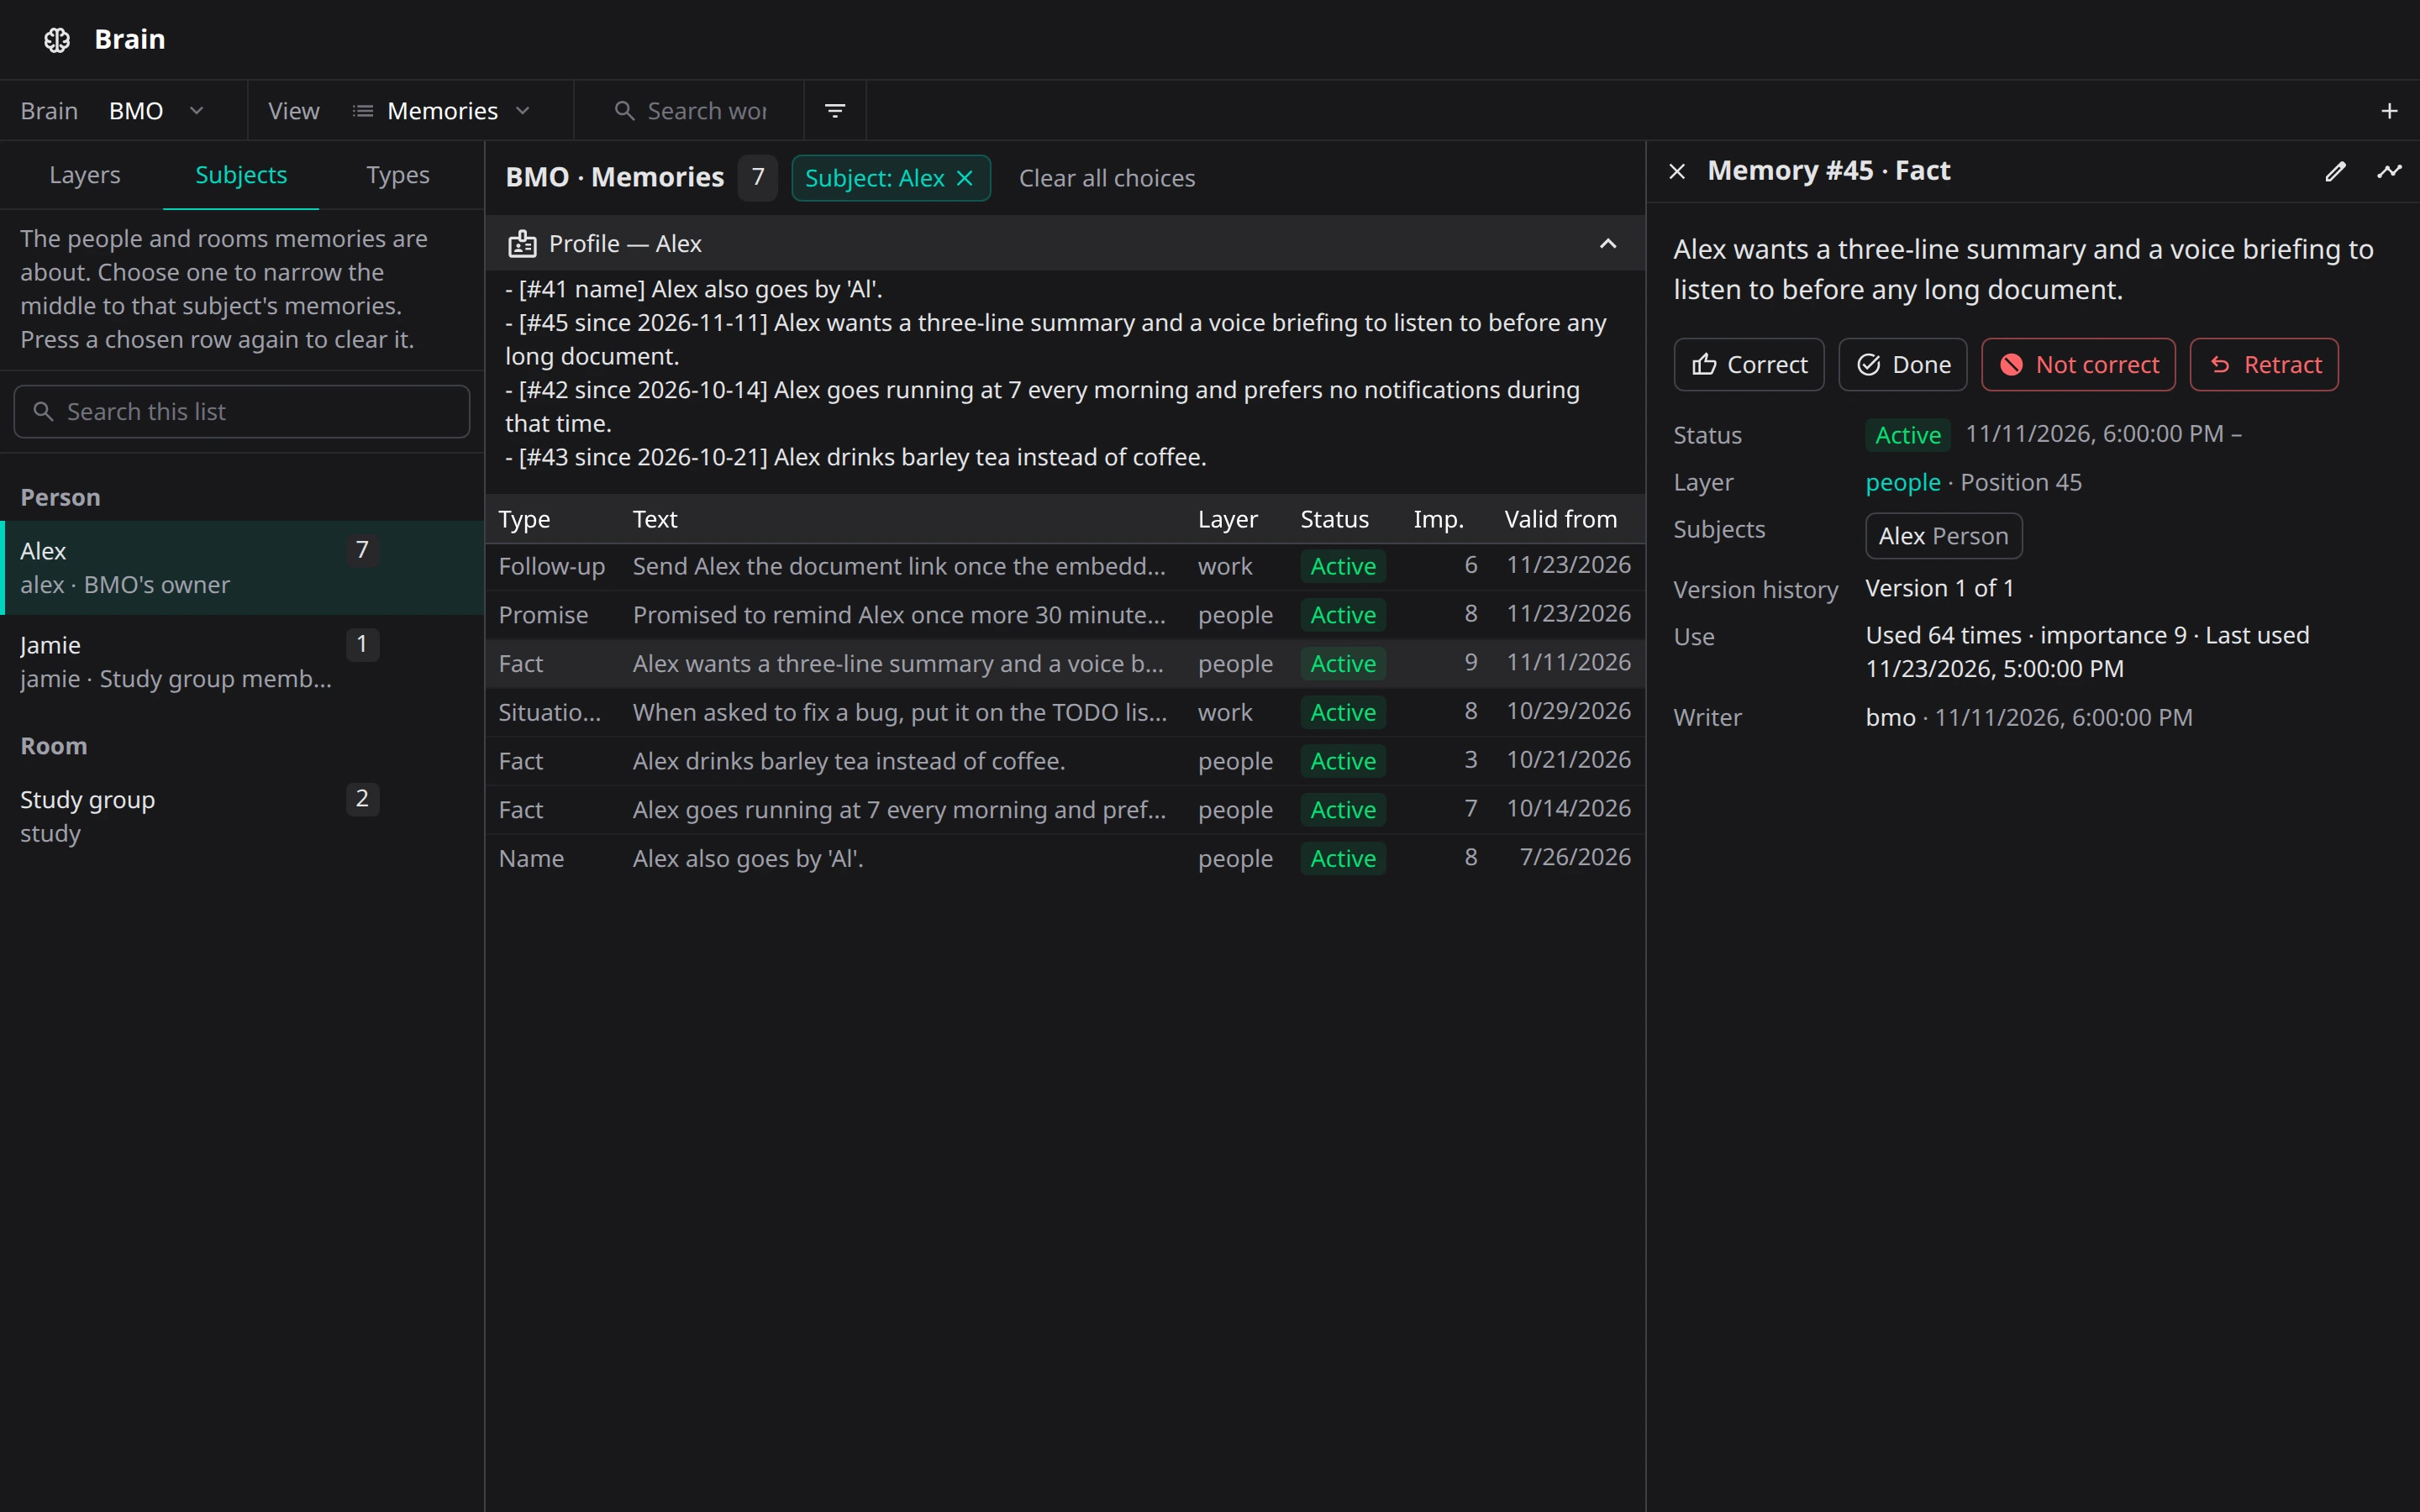 Brain
Brain BMO View Memories Search wor
Layers Subjects Types
The people and rooms memories are
about. Choose one to narrow the
middle to that subject's memories.
Press a chosen row again to clear it.
Search this list
Person
Alex 7
alex · BMO's owner
Jamie 1
jamie · Study group memb...
Room
Study group 2
study
BMO · Memories 7 Subject: Alex Clear all choices
Profile — Alex
- [#41 name] Alex also goes by 'Al'.
- [#45 since 2026-11-11] Alex wants a three-line summary and a voice briefing to listen to before any
long document.
- [#42 since 2026-10-14] Alex goes running at 7 every morning and prefers no notifications during
that time.
- [#43 since 2026-10-21] Alex drinks barley tea instead of coffee.
Type Text Layer Status Imp. Valid from
Follow-up Send Alex the document link once the embedd... work Active 6 11/23/2026
Promise Promised to remind Alex once more 30 minute... people Active 8 11/23/2026
Fact Alex wants a three-line summary and a voice b... people Active 9 11/11/2026
Situatio... When asked to fix a bug, put it on the TODO lis... work Active 8 10/29/2026
Fact Alex drinks barley tea instead of coffee. people Active 3 10/21/2026
Fact Alex goes running at 7 every morning and pref... people Active 7 10/14/2026
Name Alex also goes by 'Al'. people Active 8 7/26/2026
Memory #45 · Fact
Alex wants a three-line summary and a voice briefing to
listen to before any long document.
Correct Done Not correct Retract
Status Active 11/11/2026, 6:00:00 PM –
Layer people · Position 45
Subjects Alex Person
Version history Version 1 of 1
Use Used 64 times · importance 9 · Last used
11/23/2026, 5:00:00 PM
Writer bmo · 11/11/2026, 6:00:00 PM